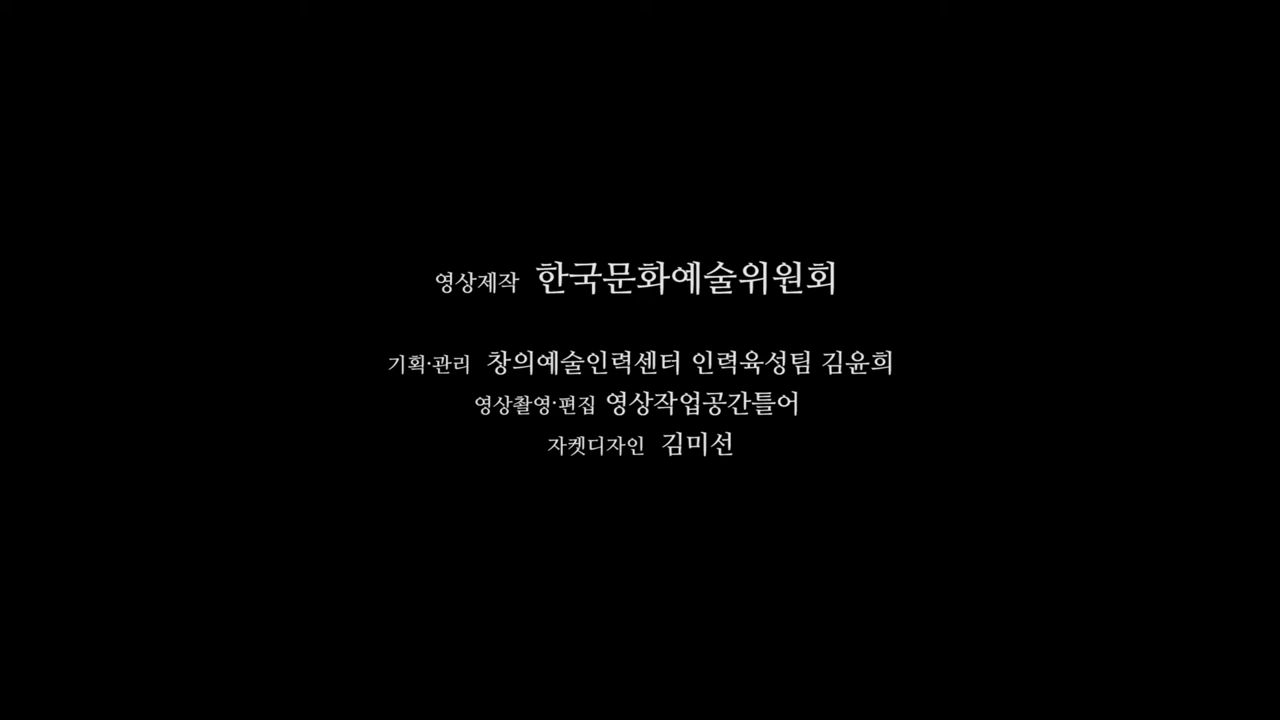 영상제작 한국문화예술위원회
기획·관리 창의예술인력센터 인력육성팀 김윤희
영상촬영·편집 영상작업공간틀어
자켓디자인 김미선